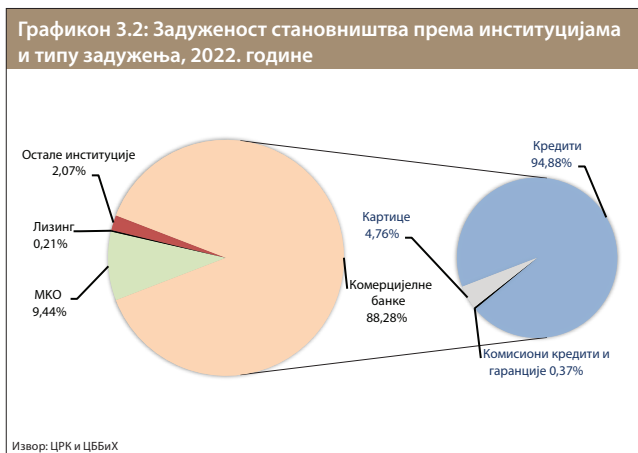 Графикон 3.2: Задуженост становништва према институцијама
и типу задужења, 2022. године
Остале институције
2,07%
Лизинг
0,21%
МКО
9,44%
Комерцијелне
банке
88,28%
Кредити
94,88%
Картице
4,76%
Комисиони кредити и
гаранције 0,37%
Извор: ЦРК и ЦББиХ